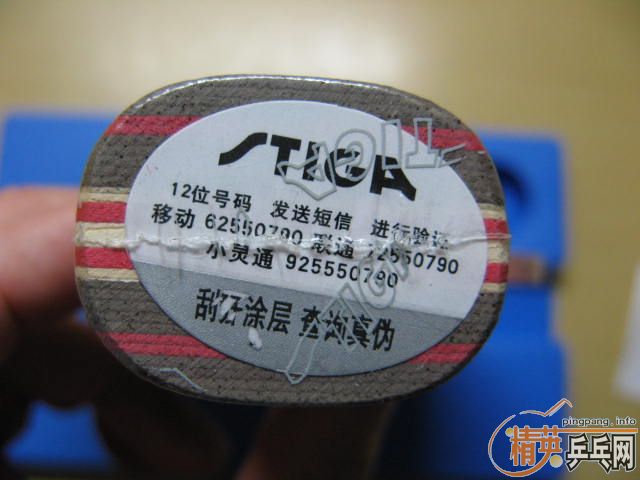 STIGA
12位号码 发送短信 进行验证
移动 62550790 联通 72550790
小灵通 925550790
刮开涂层 查询真伪
pingpang.info
精英乒乓网